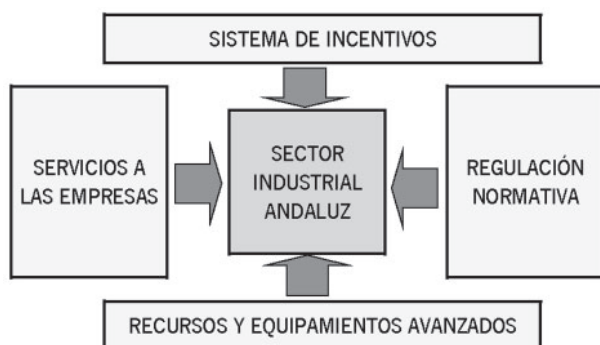 SISTEMA DE INCENTIVOS
SERVICIOS A
LAS EMPRESAS
SECTOR
INDUSTRIAL
ANDALUZ
REGULACIÓN
NORMATIVA
RECURSOS Y EQUIPAMIENTOS AVANZADOS